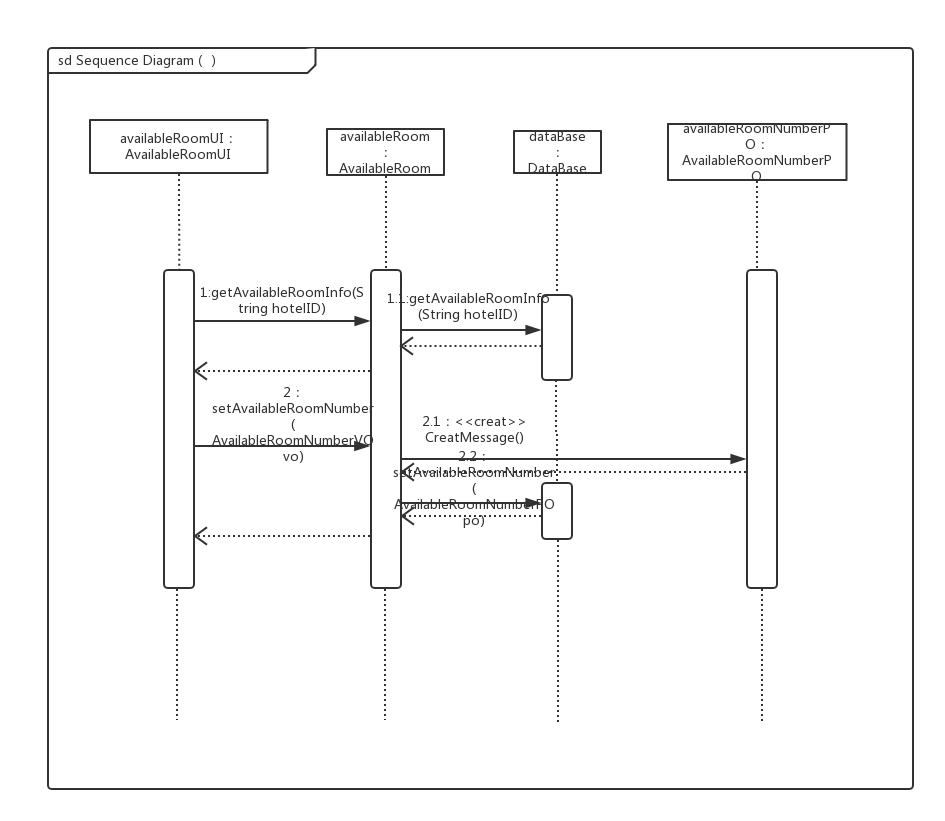 sd Sequence Diagram (  )
availableRoomUI：
AvailableRoomUI
availableRoom
：
AvailableRoom
dataBase
：
DataBase
availableRoomNumberP
O：
AvailableRoomNumberP
O
1:getAvailableRoomInfo(S
tring hotelID)
1.1:getAvailableRoomInfo
(String hotelID)
2：
setAvailableRoomNumber
(
AvailableRoomNumberVO
vo)
2.1：<<creat>>
CreatMessage()
2.2：
setAvailableRoomNumber
(
AvailableRoomNumberPO
po)